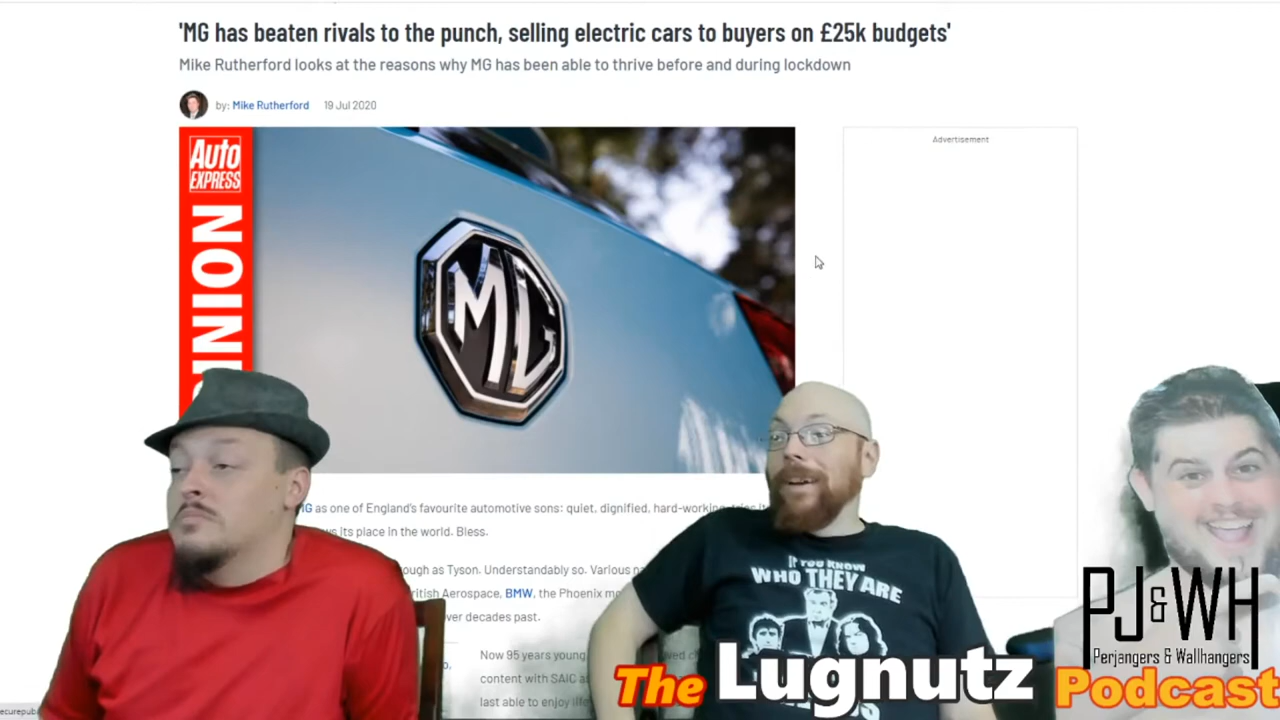 'MG has beaten rivals to the punch, selling electric cars to buyers on £25k budgets'
Mike Rutherford looks at the reasons why MG has been able to thrive before and during lockdown
by: Mike Rutherford 19 Jul 2020
Advertisement
Auto
EXPRESS
INION
MG
as one of England's favourite automotive sons: quiet, dignified, hard-working,
its place in the world. Bless.
as Tyson. Understandably so. Various
Aerospace, BMW, the Phoenix
decades past.
Now 95 years young
content with SAIC
last able to enjoy life
IF YOU KNOW
WHO THEY ARE
The Lugnutz Podcast
PJ&WH
Perjangers & Wallhangers